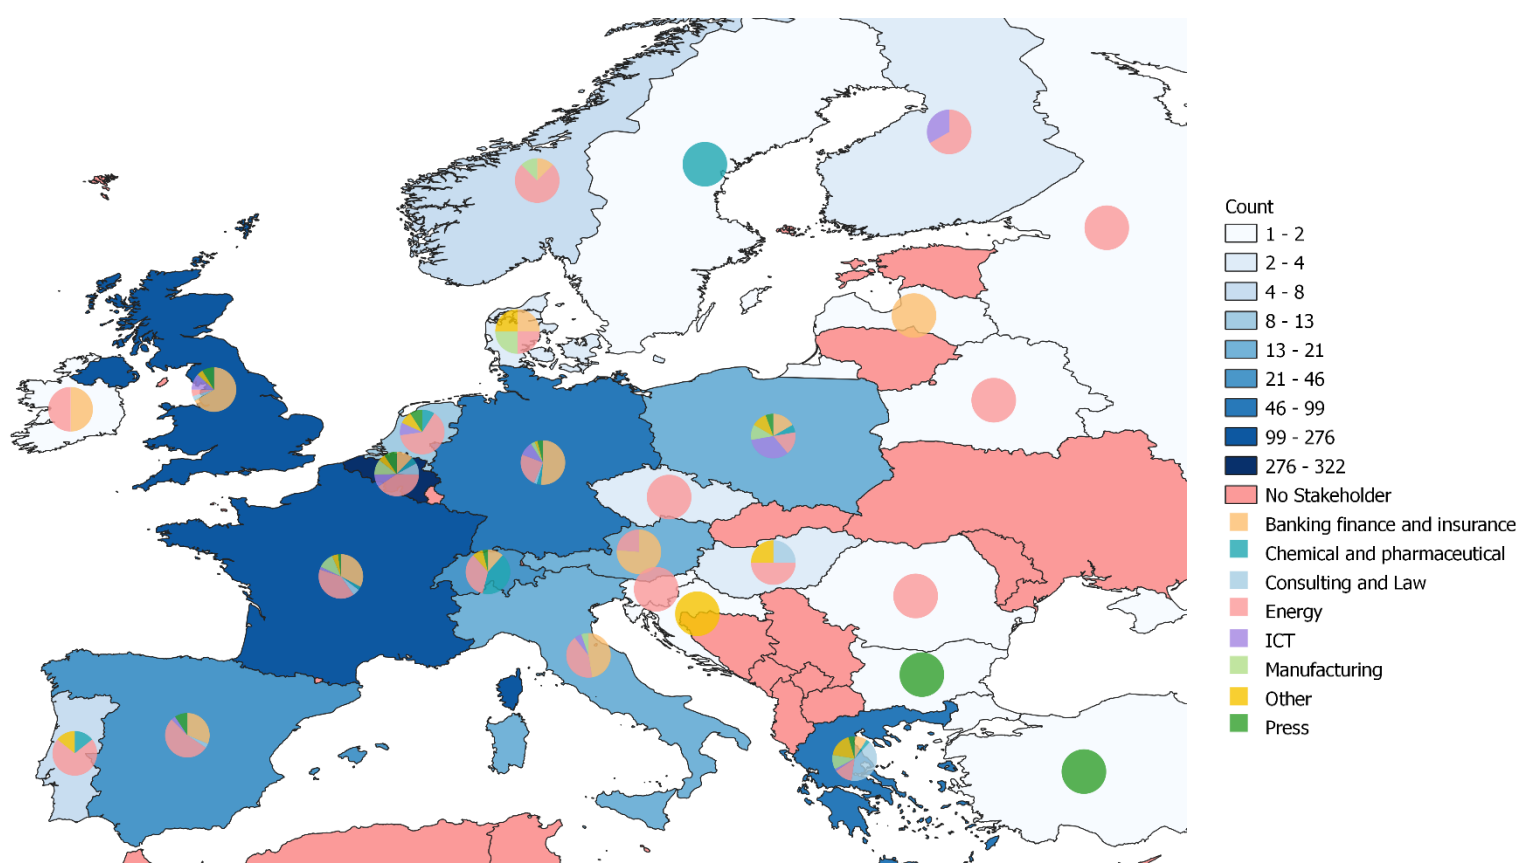 Count
1 - 2
2 - 4
4 - 8
8 - 13
13 - 21
21 - 46
46 - 99
99 - 276
276 - 322
No Stakeholder
Banking finance and insurance
Chemical and pharmaceutical
Consulting and Law
Energy
ICT
Manufacturing
Other
Press